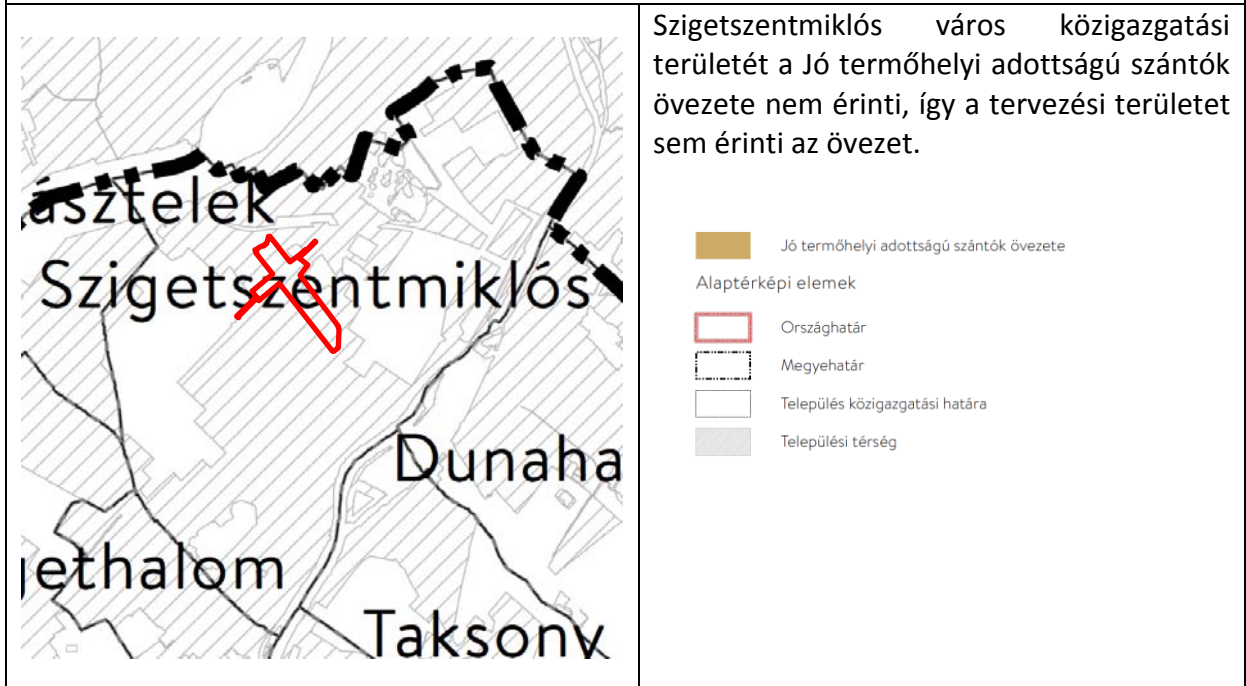 Szigetszentmiklós város közigazgatási
területét a Jó termőhelyi adottságú szántók
övezete nem érinti, így a tervezési területet
sem érinti az övezet.
ásztelek
Szigetszentmiklós
Dunaha
gethalom
Taksony
Jó termőhelyi adottságú szántók övezete
Alaptérképi elemek
Országhatár
Megyehatár
Település közigazgatási határa
Települési térség